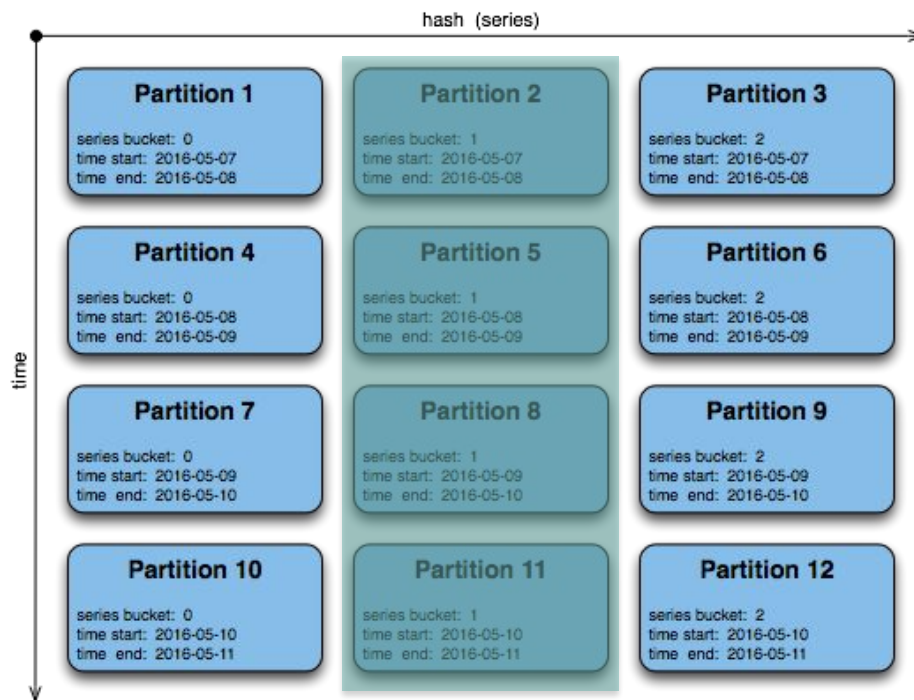 hash (series)
time
Partition 1
series bucket: 0
time start: 2016-05-07
time end: 2016-05-08
Partition 2
series bucket: 1
time start: 2016-05-07
time end: 2016-05-08
Partition 3
series bucket: 2
time start: 2016-05-07
time end: 2016-05-08
Partition 4
series bucket: 0
time start: 2016-05-08
time end: 2016-05-09
Partition 5
series bucket: 1
time start: 2016-05-08
time end: 2016-05-09
Partition 6
series bucket: 2
time start: 2016-05-08
time end: 2016-05-09
Partition 7
series bucket: 0
time start: 2016-05-09
time end: 2016-05-10
Partition 8
series bucket: 1
time start: 2016-05-09
time end: 2016-05-10
Partition 9
series bucket: 2
time start: 2016-05-09
time end: 2016-05-10
Partition 10
series bucket: 0
time start: 2016-05-10
time end: 2016-05-11
Partition 11
series bucket: 1
time start: 2016-05-10
time end: 2016-05-11
Partition 12
series bucket: 2
time start: 2016-05-10
time end: 2016-05-11